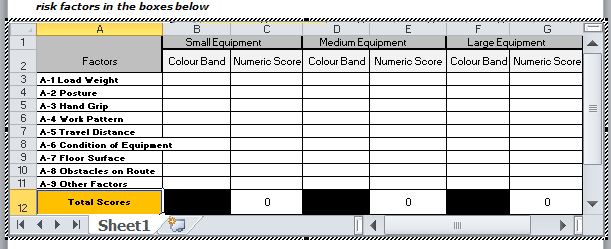 risk factors in the boxes below
A B C D E F G
1 Small Equipment Medium Equipment Large Equipment
2 Factors Colour Band Numeric Score Colour Band Numeric Score Colour Band Numeric Score
3 A-1 Load Weight
4 A-2 Posture
5 A-3 Hand Grip
6 A-4 Work Pattern
7 A-5 Travel Distance
8 A-6 Condition of Equipment
9 A-7 Floor Surface
10 A-8 Obstacles on Route
11 A-9 Other Factors
12 Total Scores 0 0 0
Sheet1